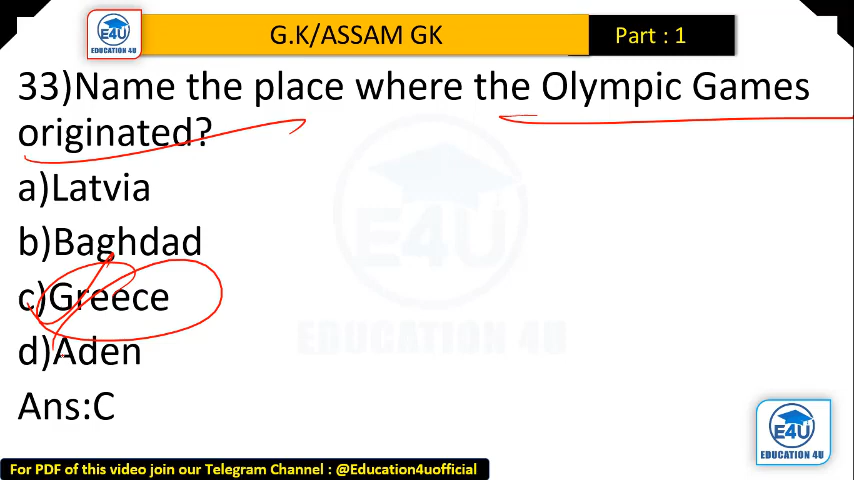 E4U
EDUCATION 4U
G.K/ASSAM GK
Part : 1
33)Name the place where the Olympic Games
originated?
a)Latvia
b)Baghdad
c)Greece
d)Aden
Ans:C
E4U
EDUCATION 4U
E4U
EDUCATION 4U
For PDF of this video join our Telegram Channel : @Education4uofficial